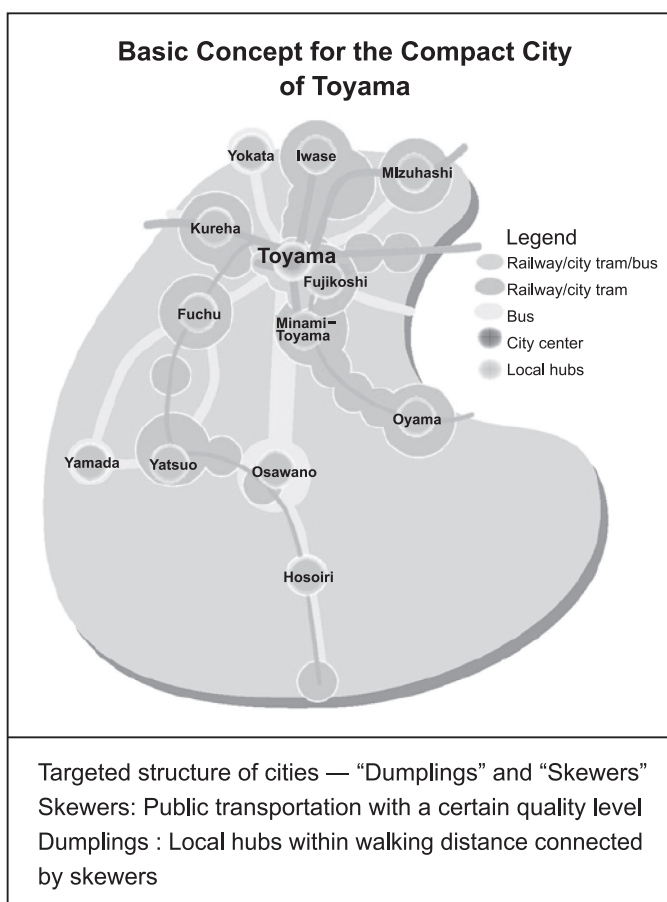 Basic Concept for the Compact City
of Toyama
Yokata
Iwase
MIzuhashi
Kureha
Toyama
Fujikoshi
Fuchu
Minami–
Toyama
Oyama
Yamada
Yatsuo
Osawano
Hosoiri
Legend
Railway/city tram/bus
Railway/city tram
Bus
City center
Local hubs
Targeted structure of cities — “Dumplings” and “Skewers”
Skewers: Public transportation with a certain quality level
Dumplings : Local hubs within walking distance connected
by skewers